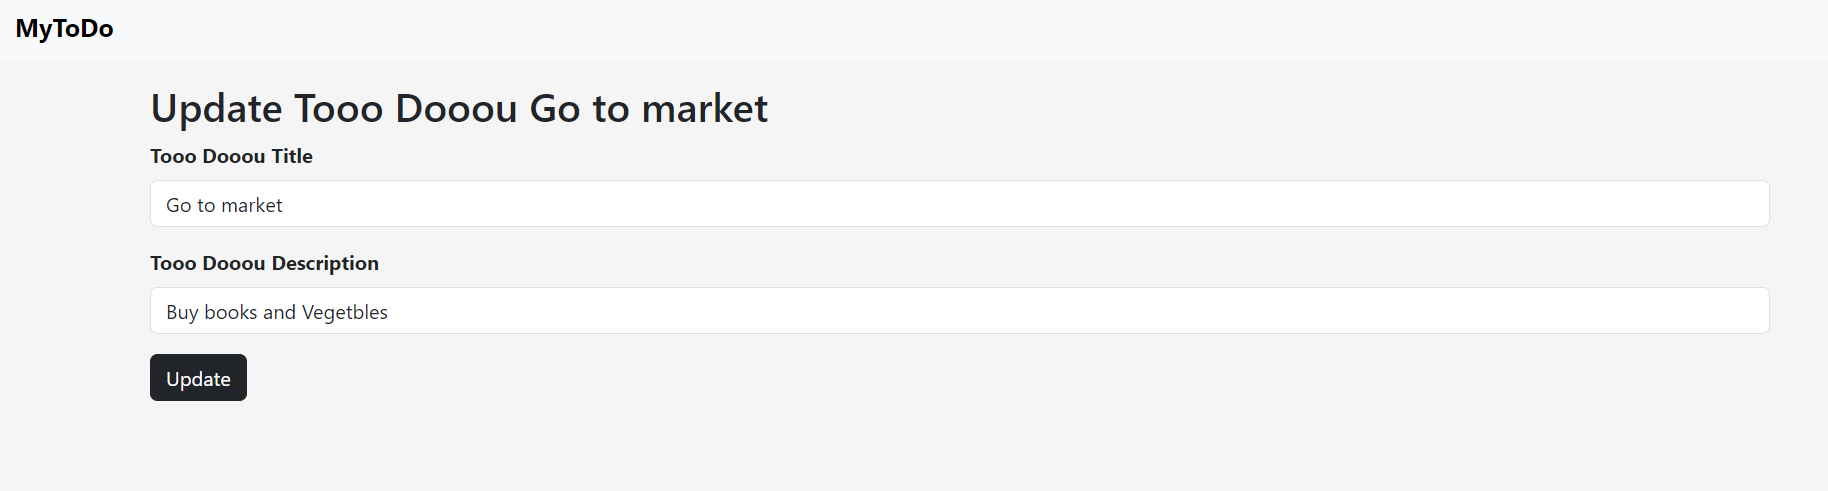 MyToDo
Update Tooo Dooou Go to market
Tooo Dooou Title
Go to market
Tooo Dooou Description
Buy books and Vegetbles
Update